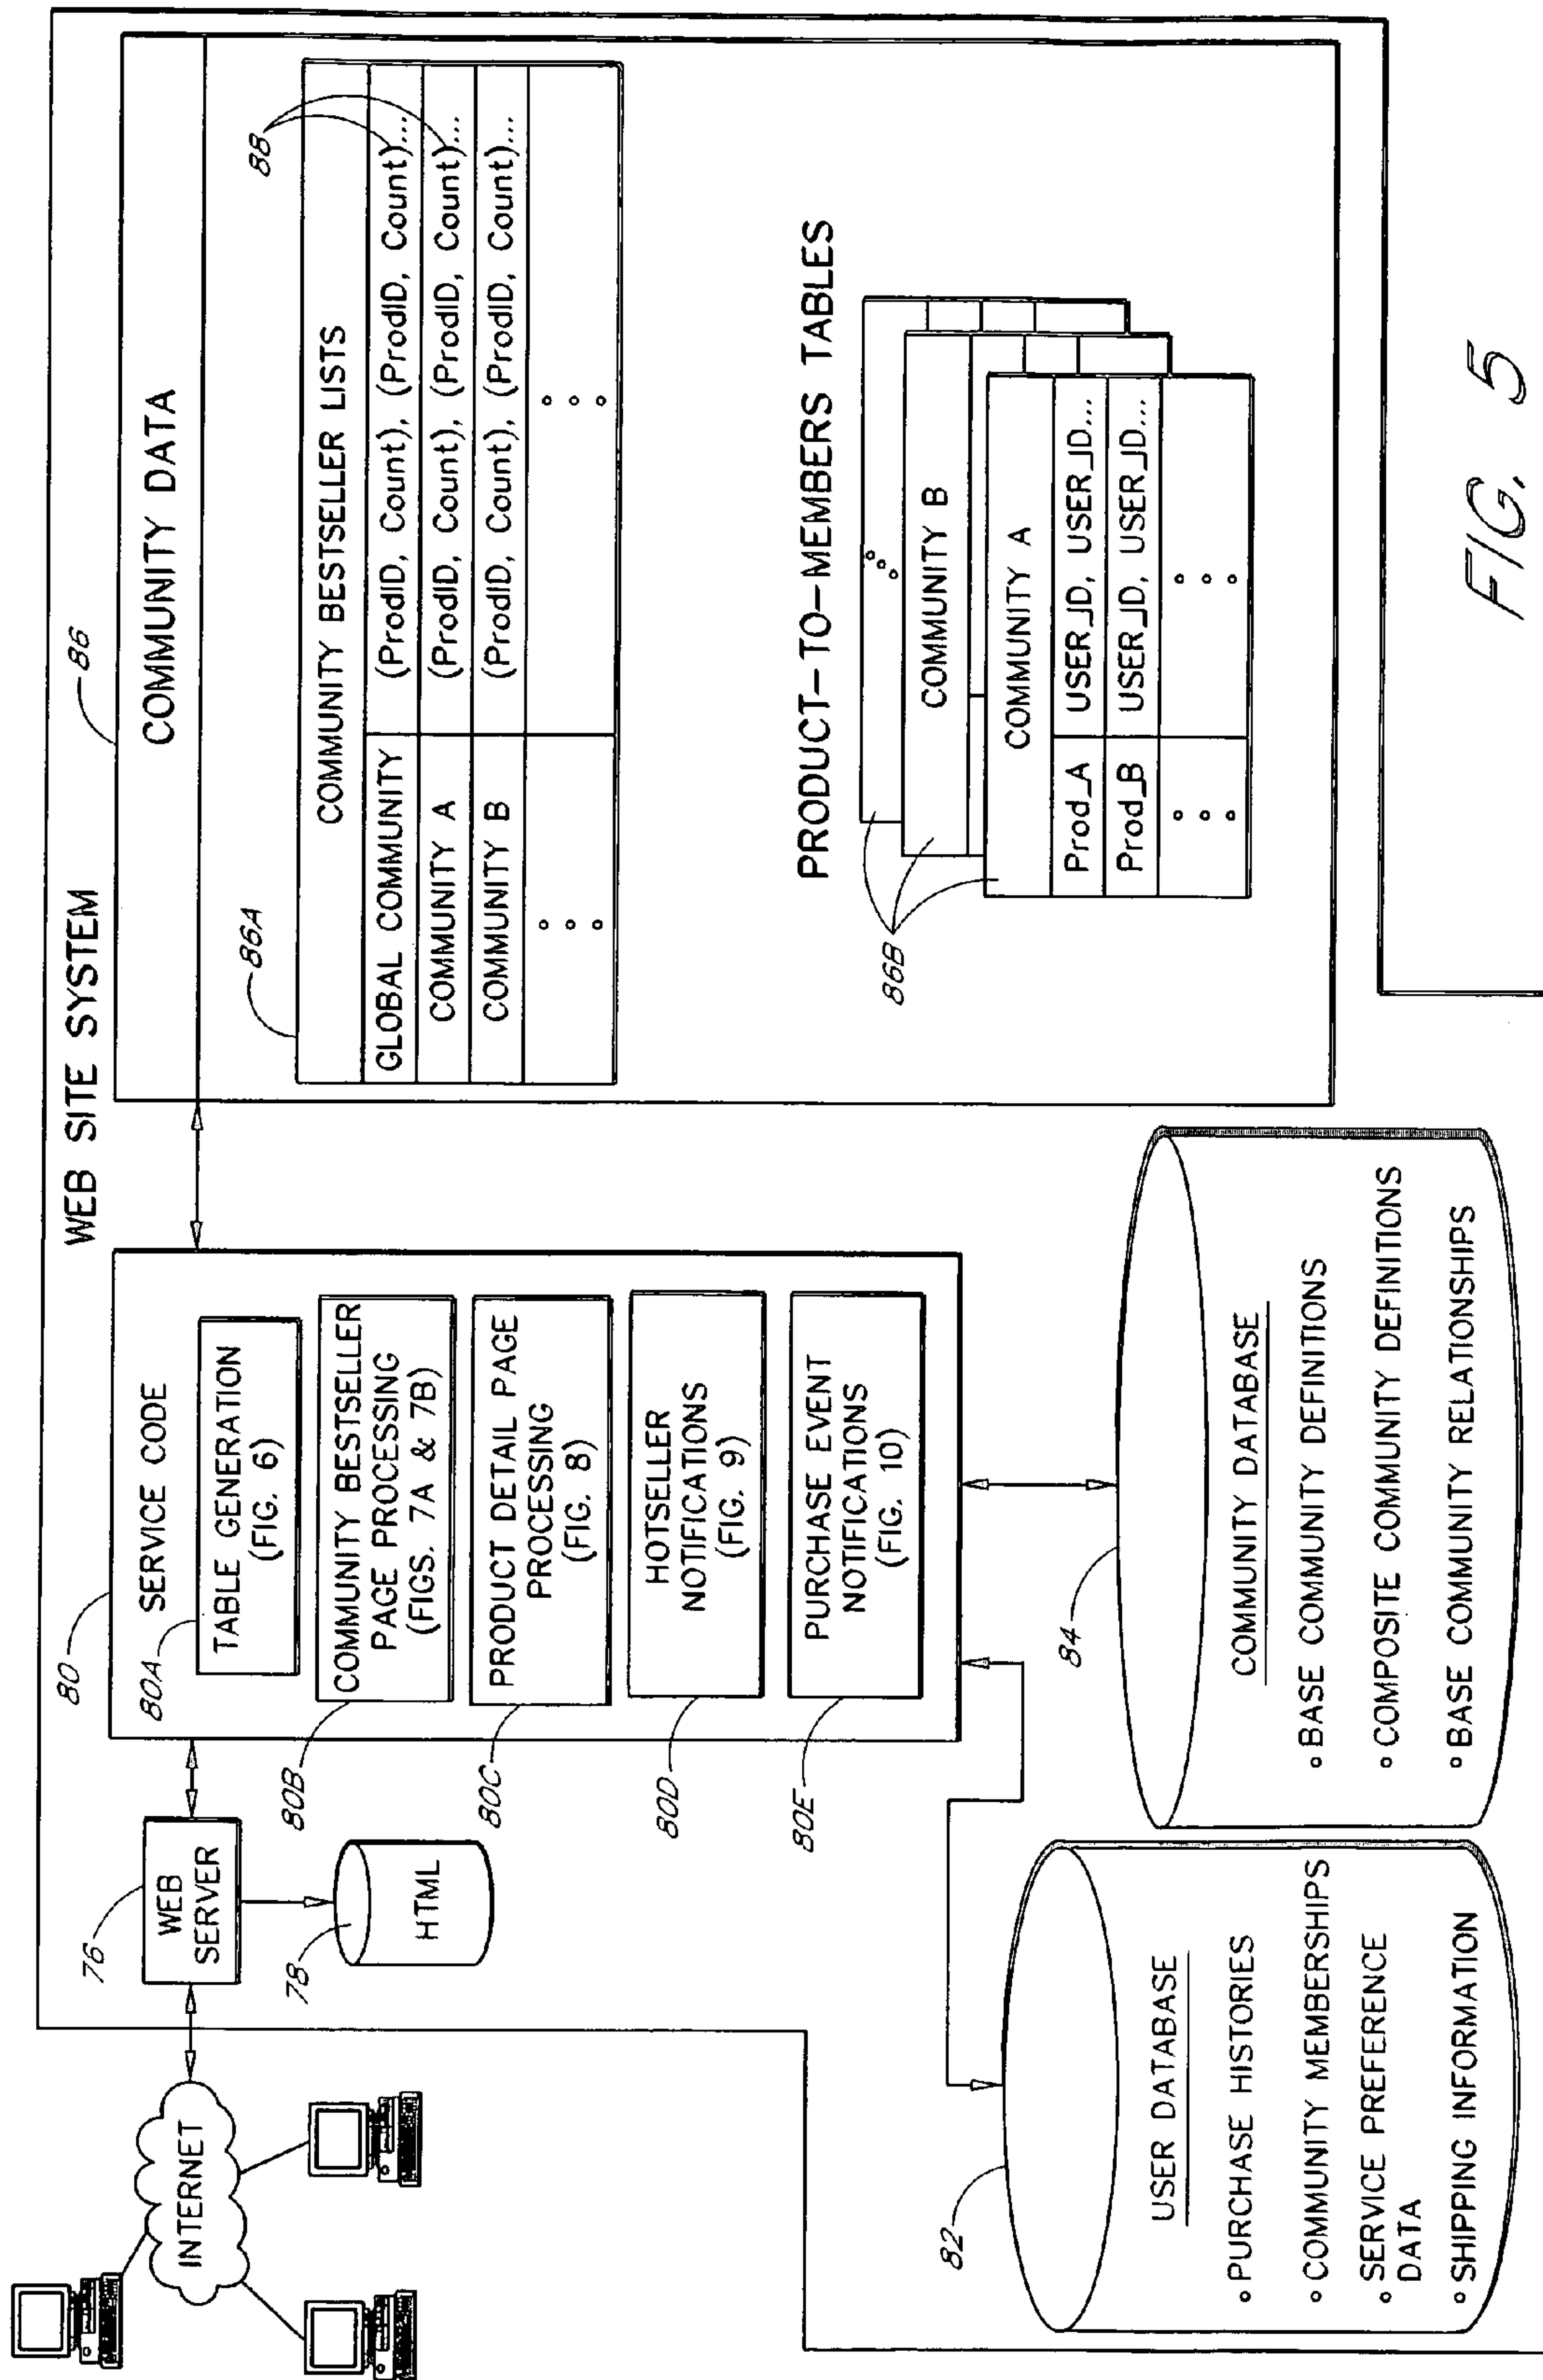 WEB SITE SYSTEM
INTERNET
76
WEB
SERVER
78
HTML
80
SERVICE CODE
80A
TABLE GENERATION
(FIG. 6)
80B
COMMUNITY BESTSELLER
PAGE PROCESSING
(FIGS. 7A & 7B)
80C
PRODUCT DETAIL PAGE
PROCESSING
(FIG. 8)
80D
HOTSELLER
NOTIFICATIONS
(FIG. 9)
80E
PURCHASE EVENT
NOTIFICATIONS
(FIG. 10)
86
COMMUNITY DATA
86A
COMMUNITY BESTSELLER LISTS
88
GLOBAL COMMUNITY (ProdID, Count), (ProdID, Count)...
COMMUNITY A (ProdID, Count), (ProdID, Count)...
COMMUNITY B (ProdID, Count), (ProdID, Count)...
PRODUCT-TO-MEMBERS TABLES
86B
COMMUNITY B
COMMUNITY A
Prod_A USER_ID, USER_ID...
Prod_B USER_ID, USER_ID...
82
USER DATABASE
• PURCHASE HISTORIES
• COMMUNITY MEMBERSHIPS
• SERVICE PREFERENCE
DATA
• SHIPPING INFORMATION
84
COMMUNITY DATABASE
• BASE COMMUNITY DEFINITIONS
• COMPOSITE COMMUNITY DEFINITIONS
• BASE COMMUNITY RELATIONSHIPS
FIG. 5